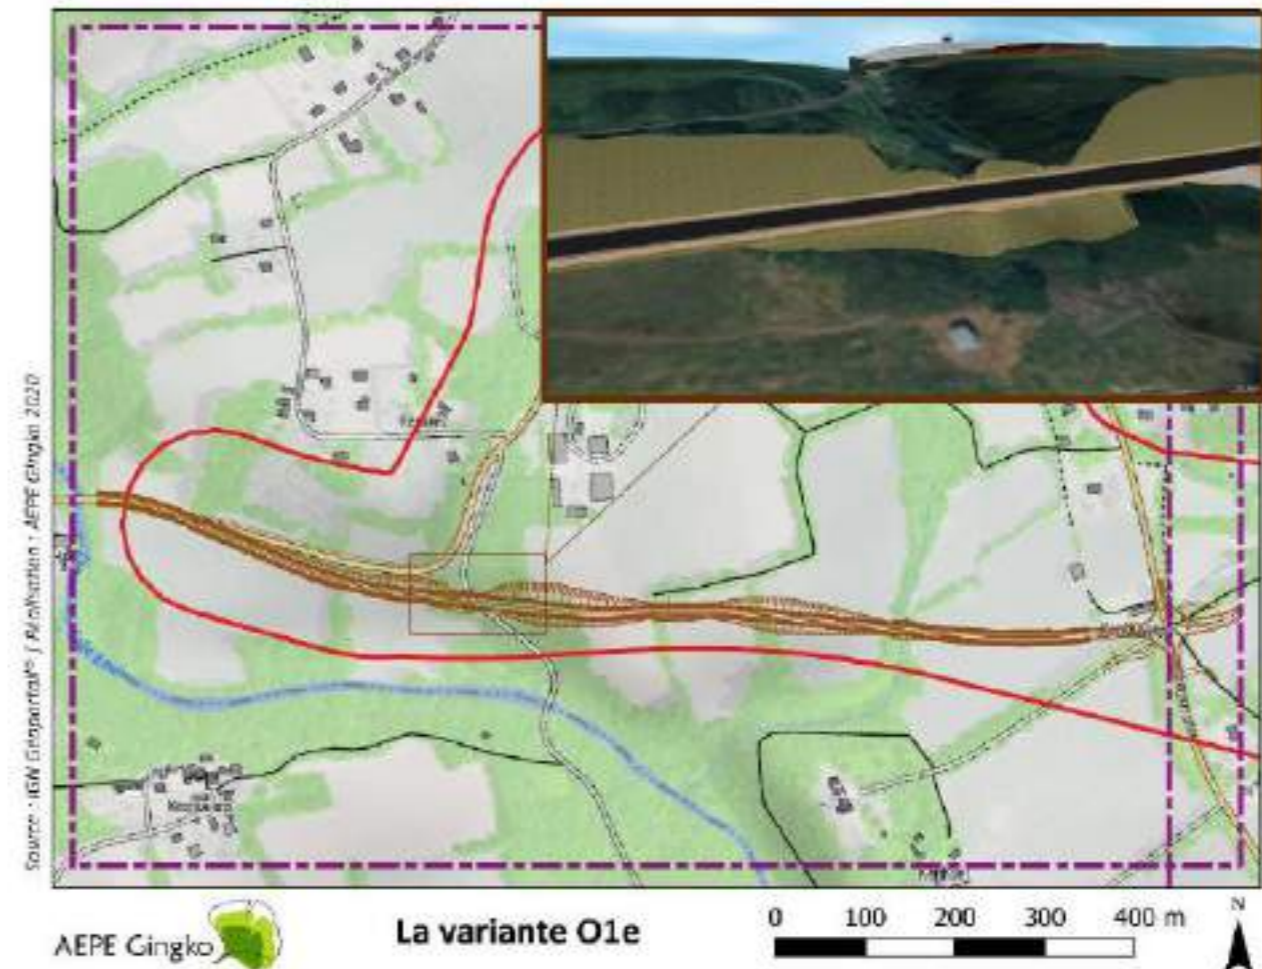 Source : IGN Géoportail® / Réalisation : AEPE Gingko 2020
AEPE Gingko
La variante O1e
0 100 200 300 400 m
N